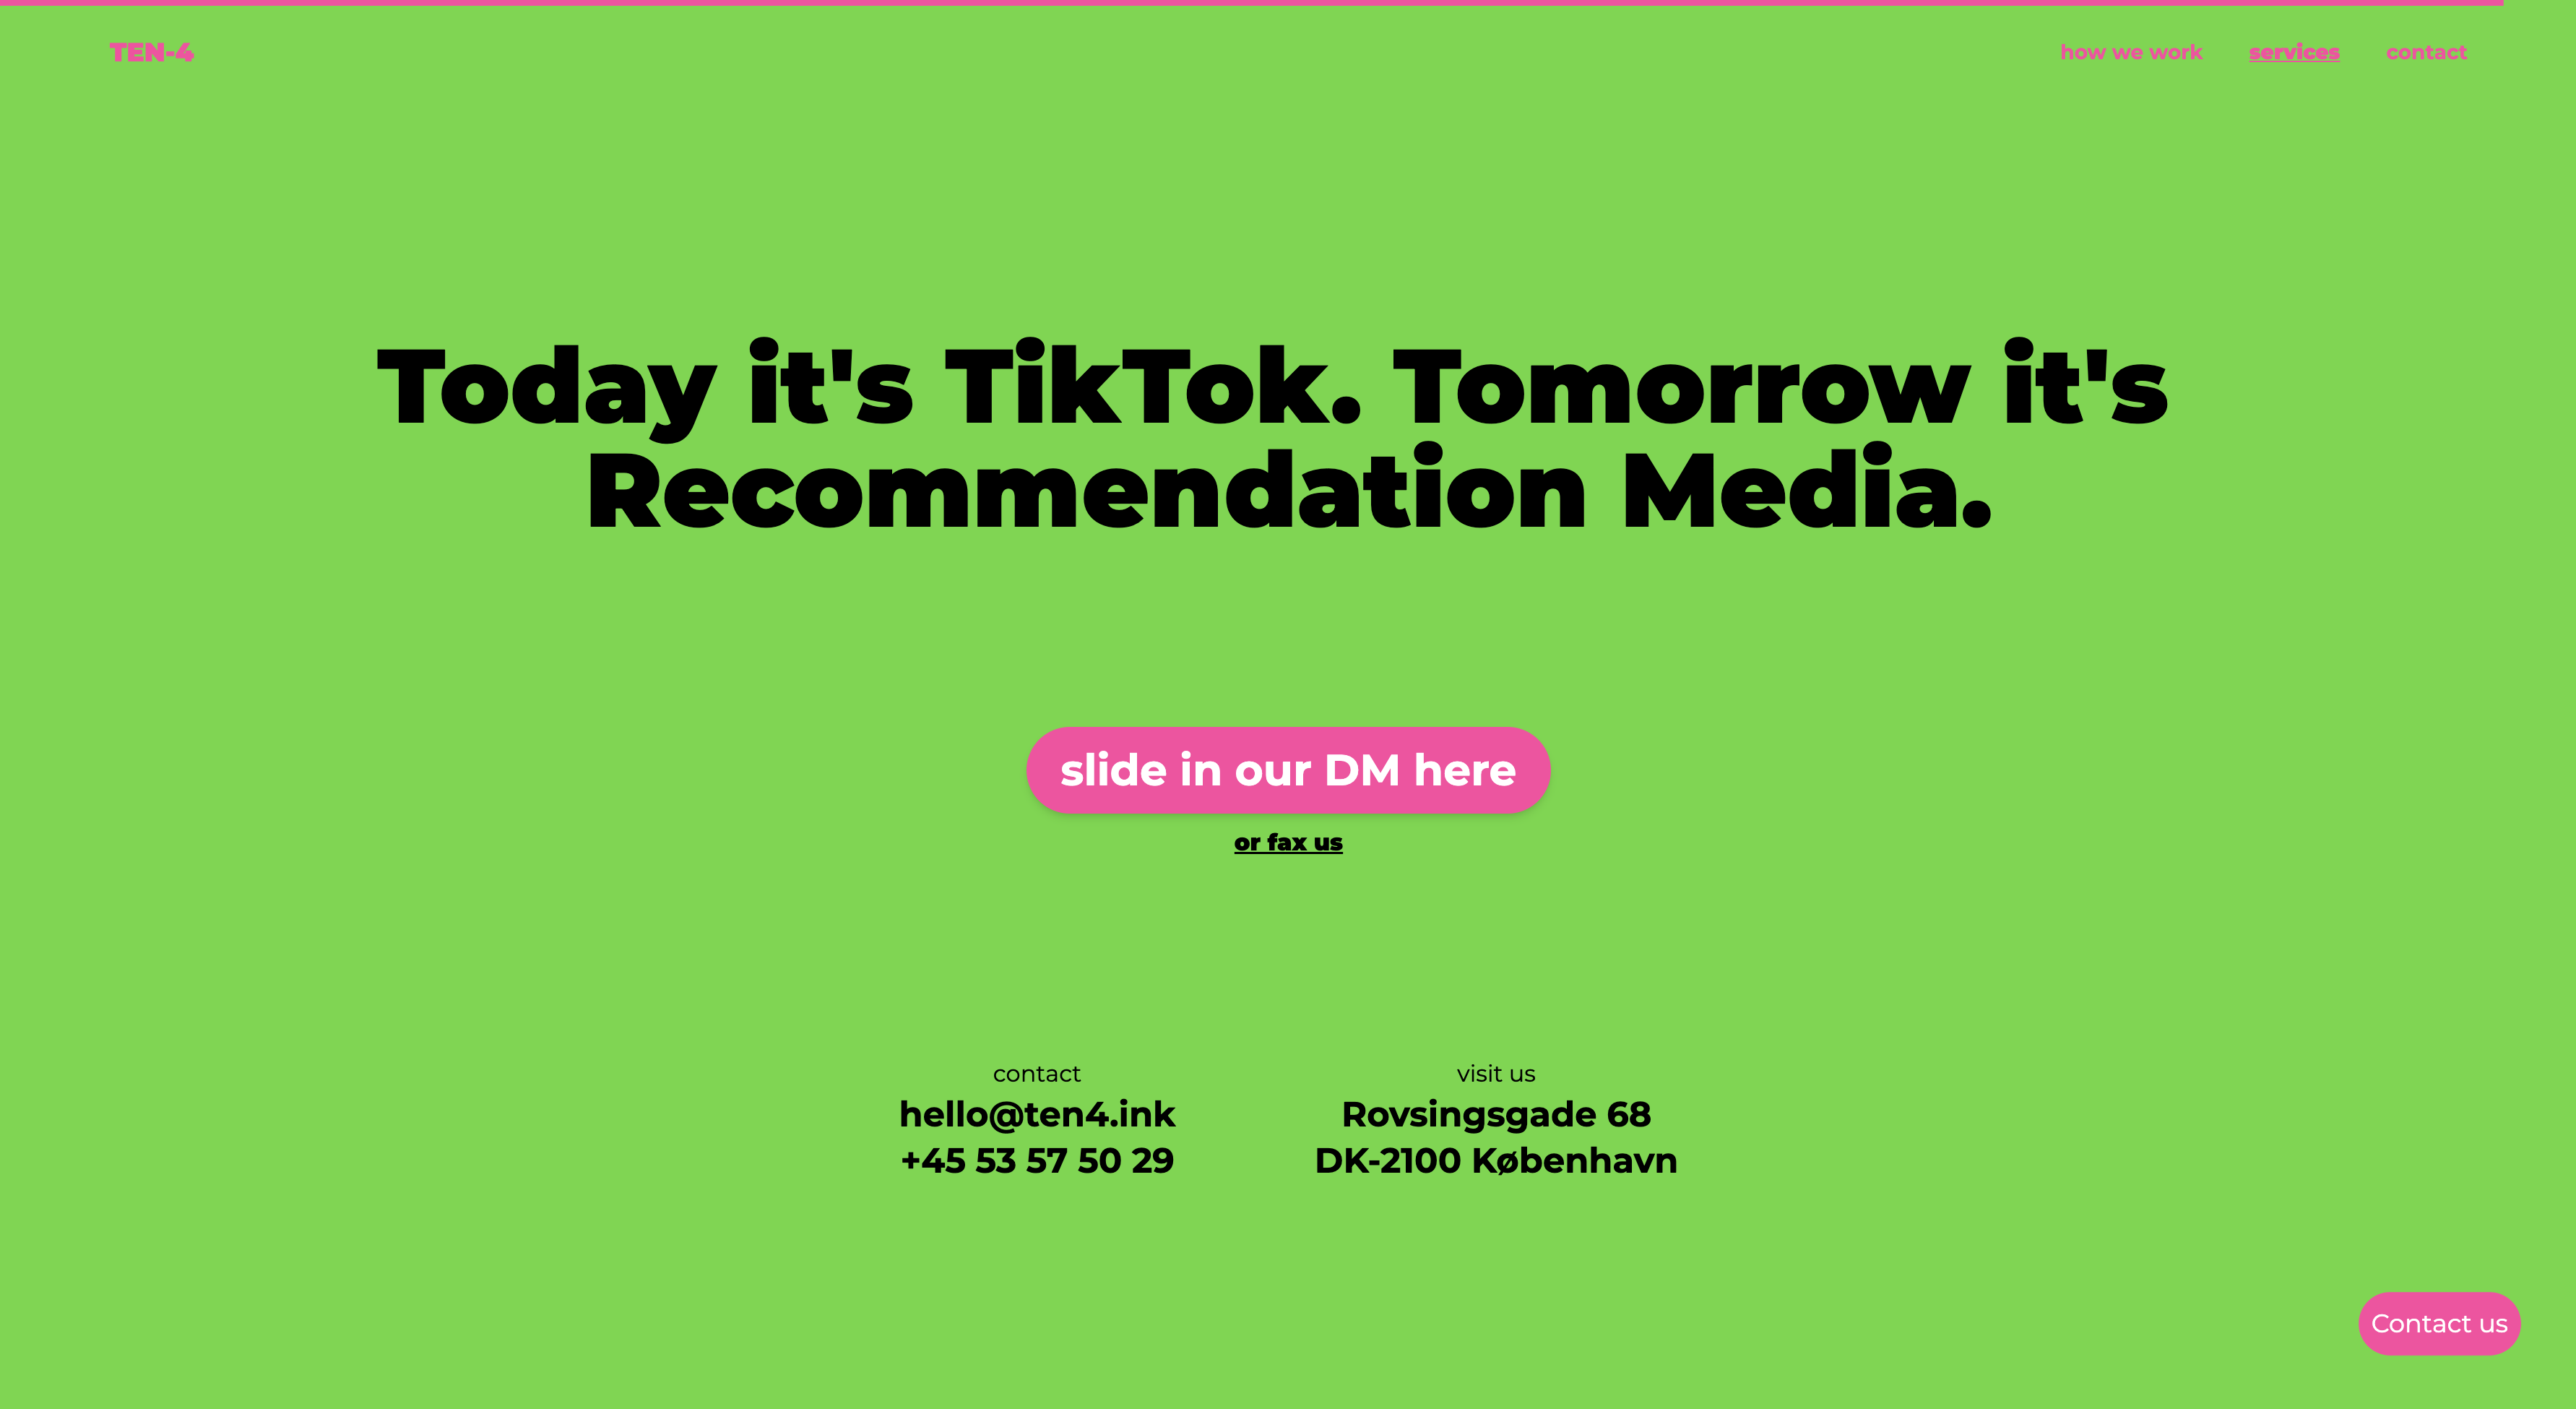 TEN-4
how we work services contact
Today it's TikTok. Tomorrow it's
Recommendation Media.
slide in our DM here
or fax us
contact
hello@ten4.ink
+45 53 57 50 29
visit us
Rovsingsgade 68
DK-2100 København
Contact us